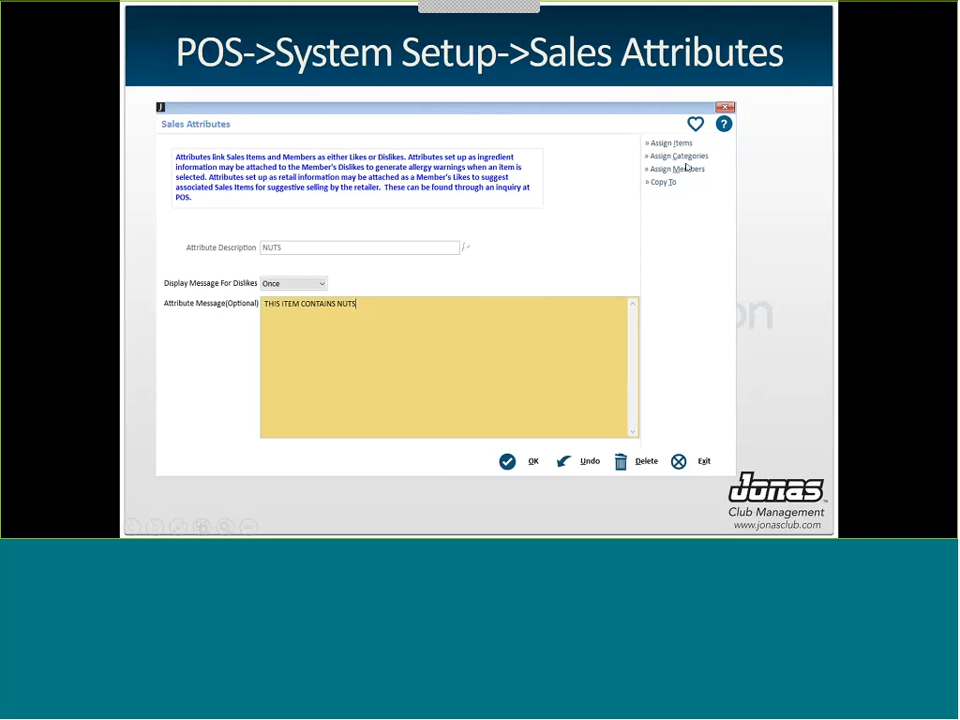 POS->System Setup->Sales Attributes
Sales Attributes
Attributes link Sales Items and Members as either Likes or Dislikes. Attributes set up as ingredient
information may be attached to the Member's Dislikes to generate allergy warnings when an item is
selected. Attributes set up as retail information may be attached as a Member's Likes to suggest
associated Sales Items for suggestive selling by the retailer. These can be found through an inquiry at
POS.
» Assign Items
» Assign Categories
» Assign Members
» Copy To
Attribute Description NUTS
Display Message For Dislikes Once
Attribute Message(Optional) THIS ITEM CONTAINS NUTS
OK Undo Delete Exit
Jonas
Club Management
www.jonasclub.com